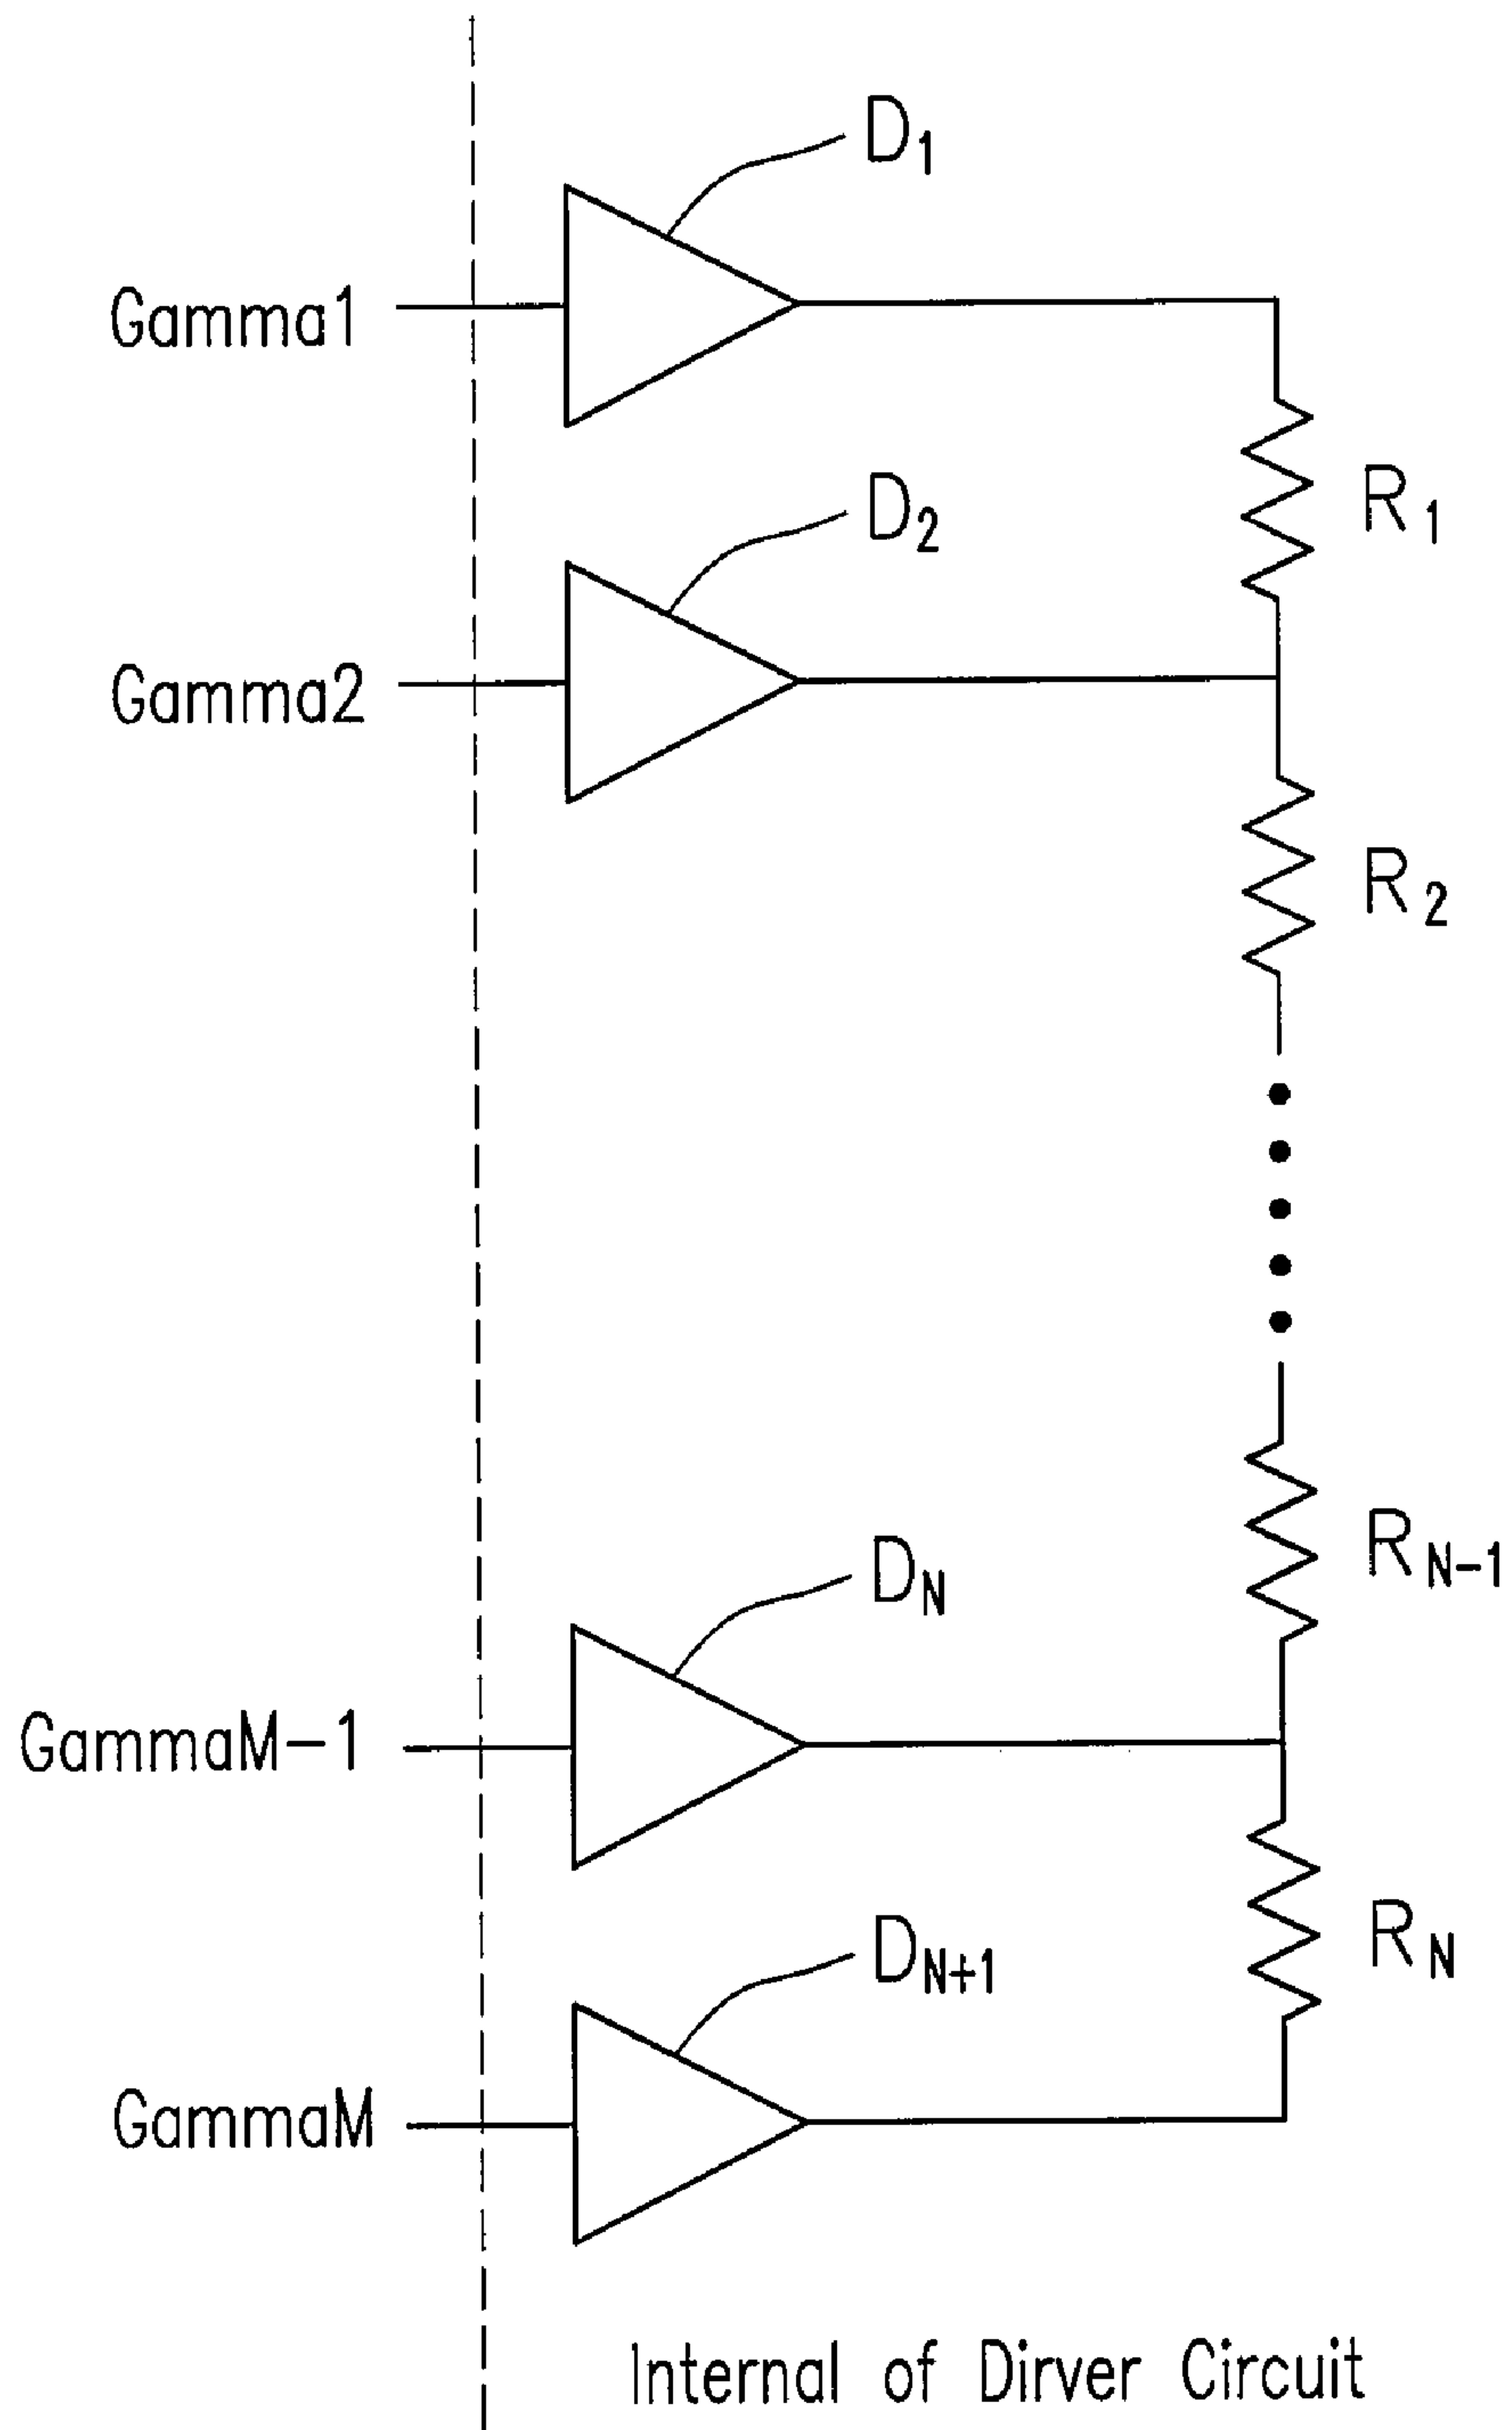 D1
Gamma1
R1
D2
Gamma2
R2
RN-1
DN
GammaM-1
RN
DN+1
GammaM
Internal of Dirver Circuit